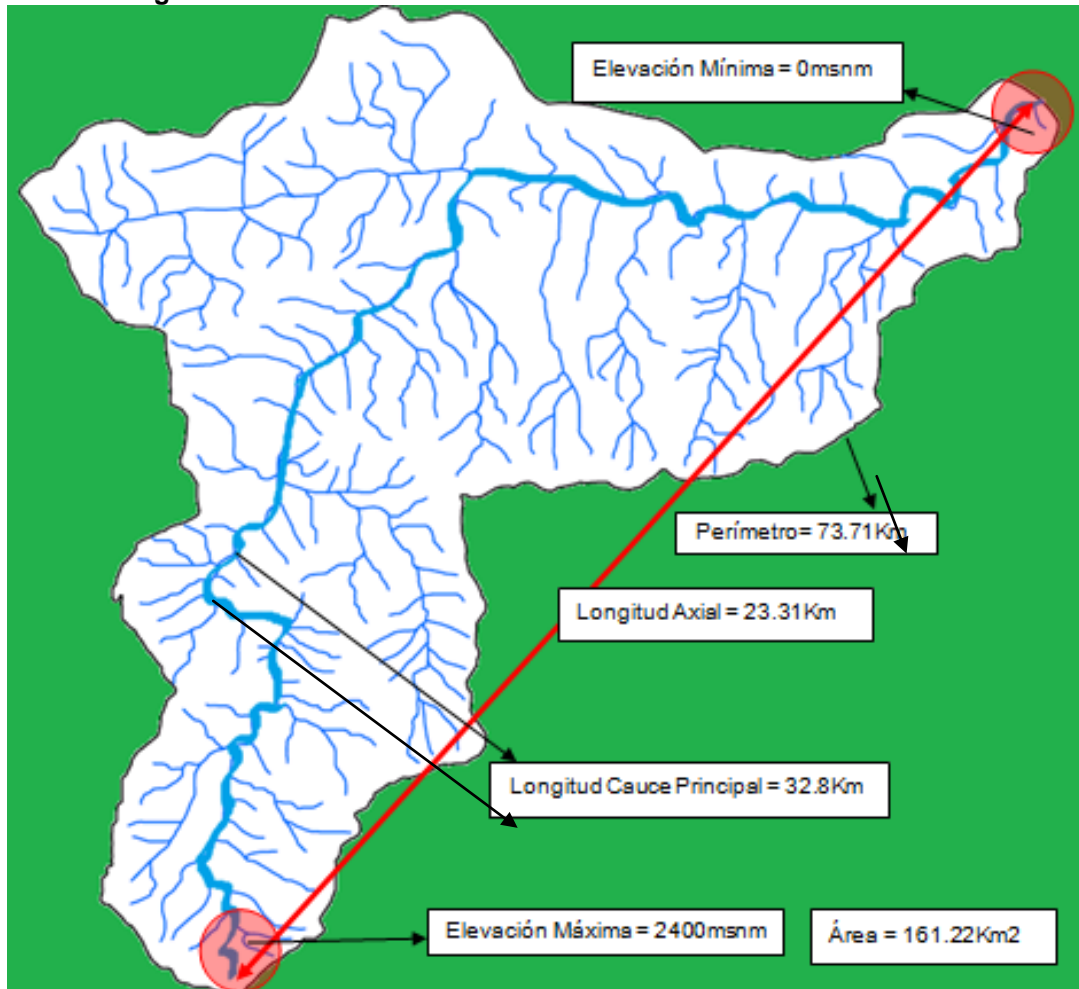 Elevación Mínima = 0msnm
Perímetro= 73.71Km
Longitud Axial = 23.31Km
Longitud Cauce Principal = 32.8Km
Elevación Máxima = 2400msnm
Área = 161.22Km2